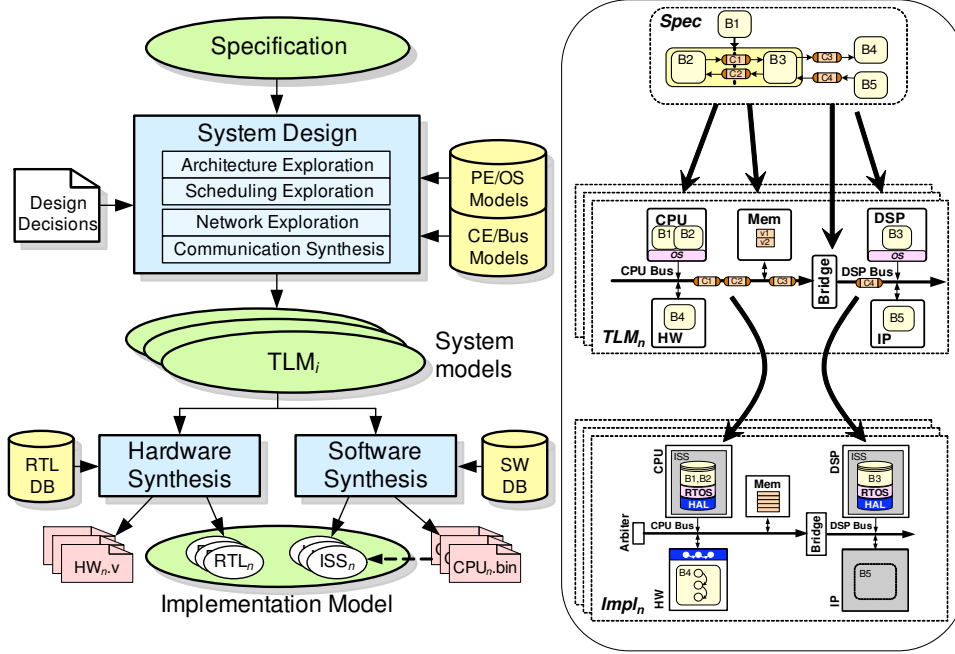 Specification
System Design
Architecture Exploration
Scheduling Exploration
Network Exploration
Communication Synthesis
Design
Decisions
PE/OS
Models
CE/Bus
Models
TLMi
System
models
RTL
DB
Hardware
Synthesis
Software
Synthesis
SW
DB
HWn.v
RTLn
ISSn
CPUn.bin
Implementation Model
Spec
B1
B2
C1
C2
B3
C3
C4
B4
B5
CPU
B1
B2
OS
Mem
v1
v2
DSP
B3
OS
CPU Bus
C1
C2
C3
Bridge
DSP Bus
C4
B4
HW
B5
IP
TLMn
CPU
ISS
B1,B2
RTOS
HAL
Mem
DSP
ISS
B3
RTOS
HAL
Arbiter
CPU Bus
Bridge
DSP Bus
HW
B4
IP
B5
Impln